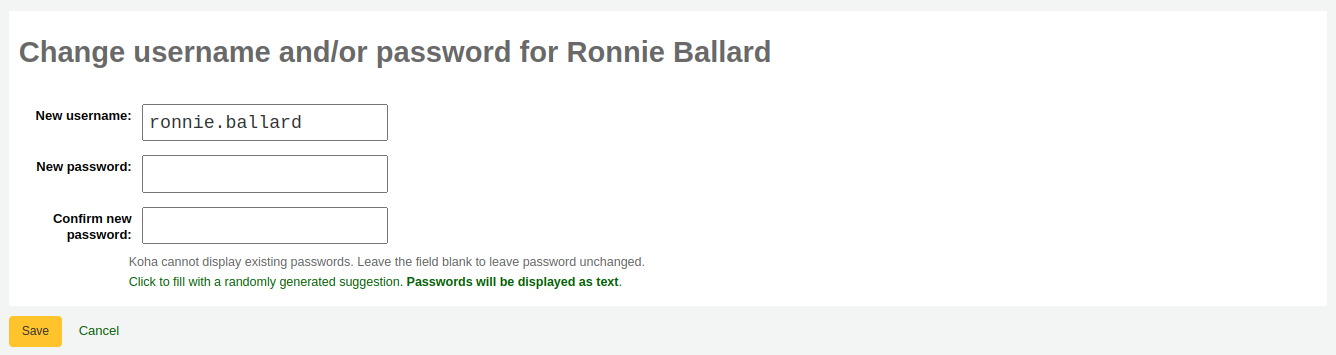 Change username and/or password for Ronnie Ballard
New username:
ronnie.ballard
New password:
Confirm new
password:
Koha cannot display existing passwords. Leave the field blank to leave password unchanged.
Click to fill with a randomly generated suggestion. Passwords will be displayed as text.
Save Cancel